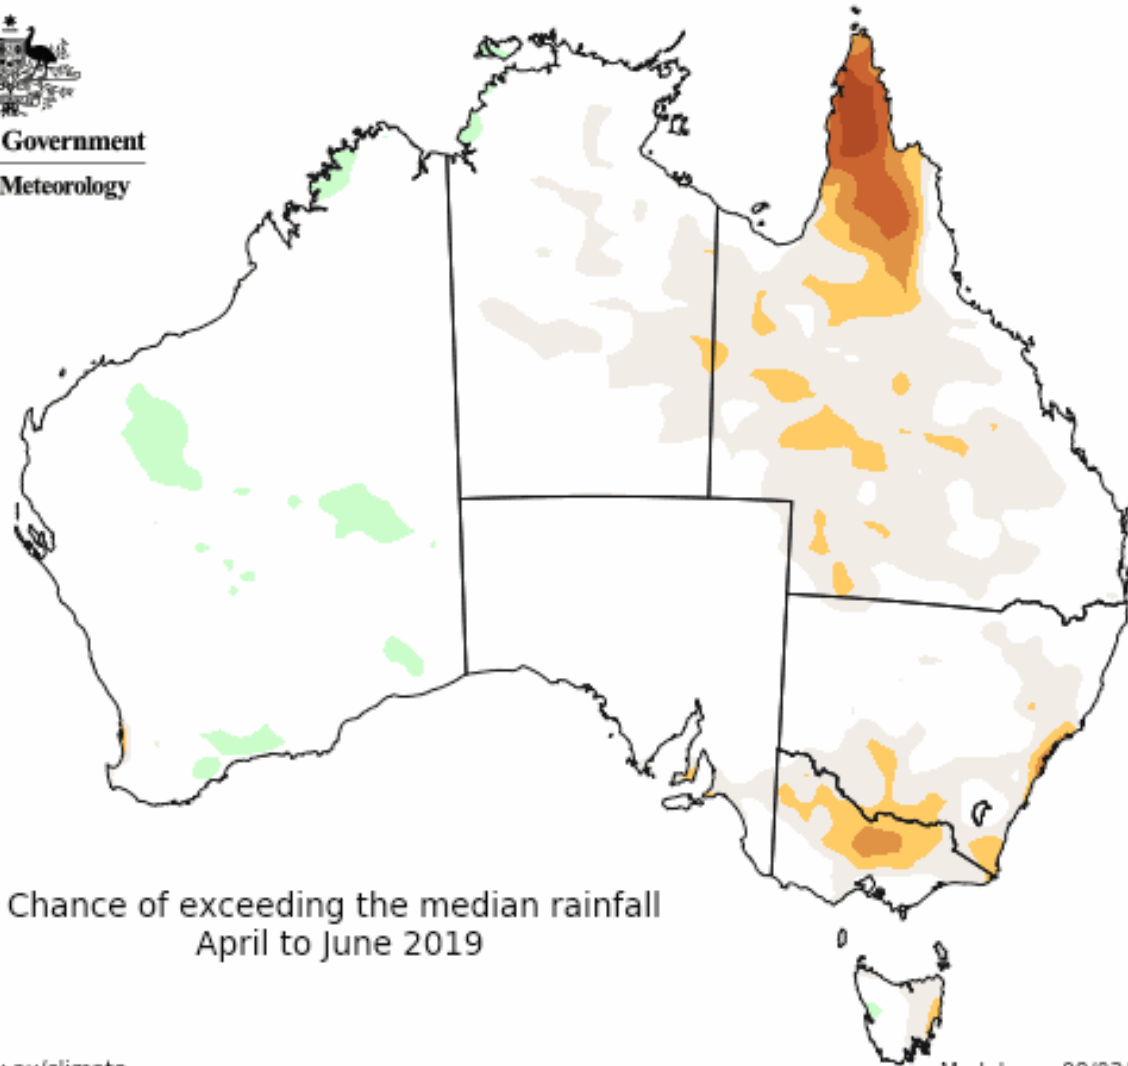 Government
Meteorology
Chance of exceeding the median rainfall
April to June 2019